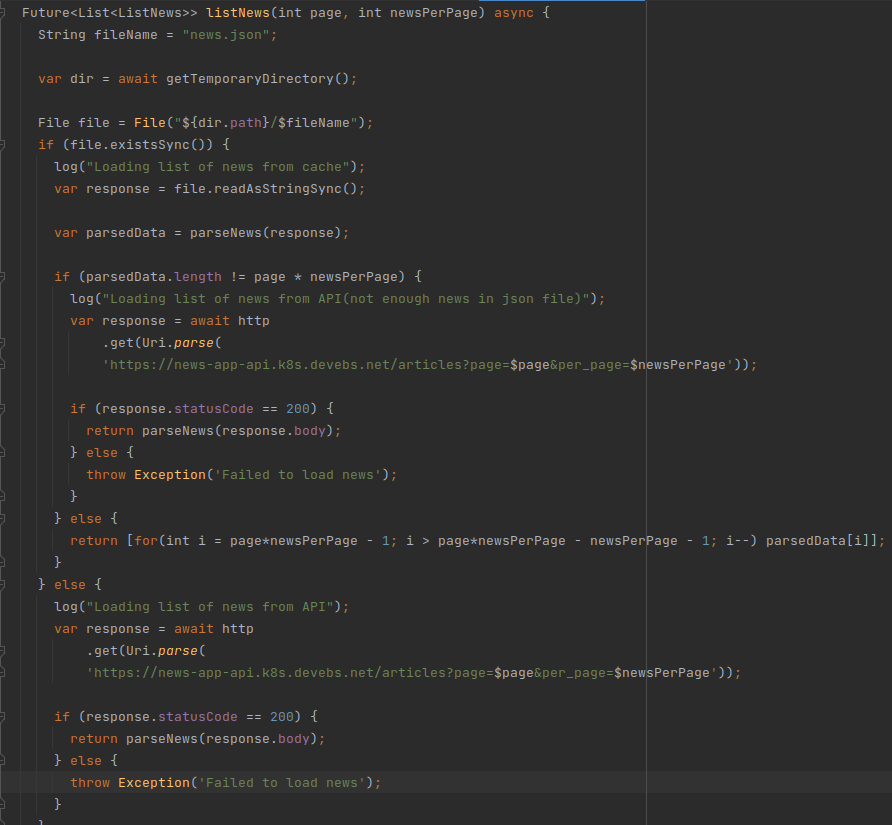 Future<List<ListNews>> listNews(int page, int newsPerPage) async {
String fileName = "news.json";
var dir = await getTemporaryDirectory();
File file = File("${dir.path}/$fileName");
if (file.existsSync()) {
log("Loading list of news from cache");
var response = file.readAsStringSync();
var parsedData = parseNews(response);
if (parsedData.length != page * newsPerPage) {
log("Loading list of news from API(not enough news in json file)");
var response = await http
.get(Uri.parse(
'https://news-app-api.k8s.devebs.net/articles?page=$page&per_page=$newsPerPage'));
if (response.statusCode == 200) {
return parseNews(response.body);
} else {
throw Exception('Failed to load news');
}
} else {
return [for(int i = page*newsPerPage - 1; i > page*newsPerPage - newsPerPage - 1; i--) parsedData[i]];
}
} else {
log("Loading list of news from API");
var response = await http
.get(Uri.parse(
'https://news-app-api.k8s.devebs.net/articles?page=$page&per_page=$newsPerPage'));
if (response.statusCode == 200) {
return parseNews(response.body);
} else {
throw Exception('Failed to load news');
}
}